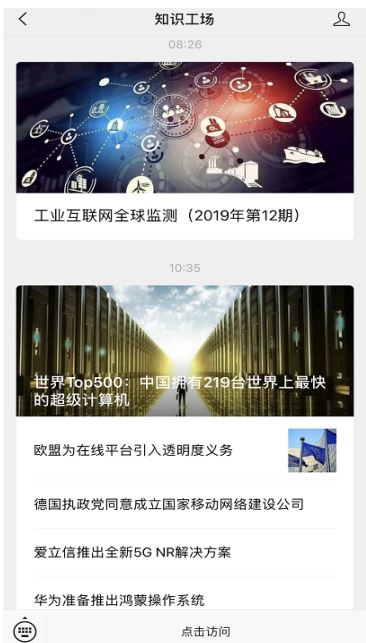 知识工场
08:26
工业互联网全球监测（2019年第12期）
10:35
世界Top500：中国拥有219台世界上最快
的超级计算机
欧盟为在线平台引入透明度义务
德国执政党同意成立国家移动网络建设公司
爱立信推出全新5G NR解决方案
华为准备推出鸿蒙操作系统
点击访问